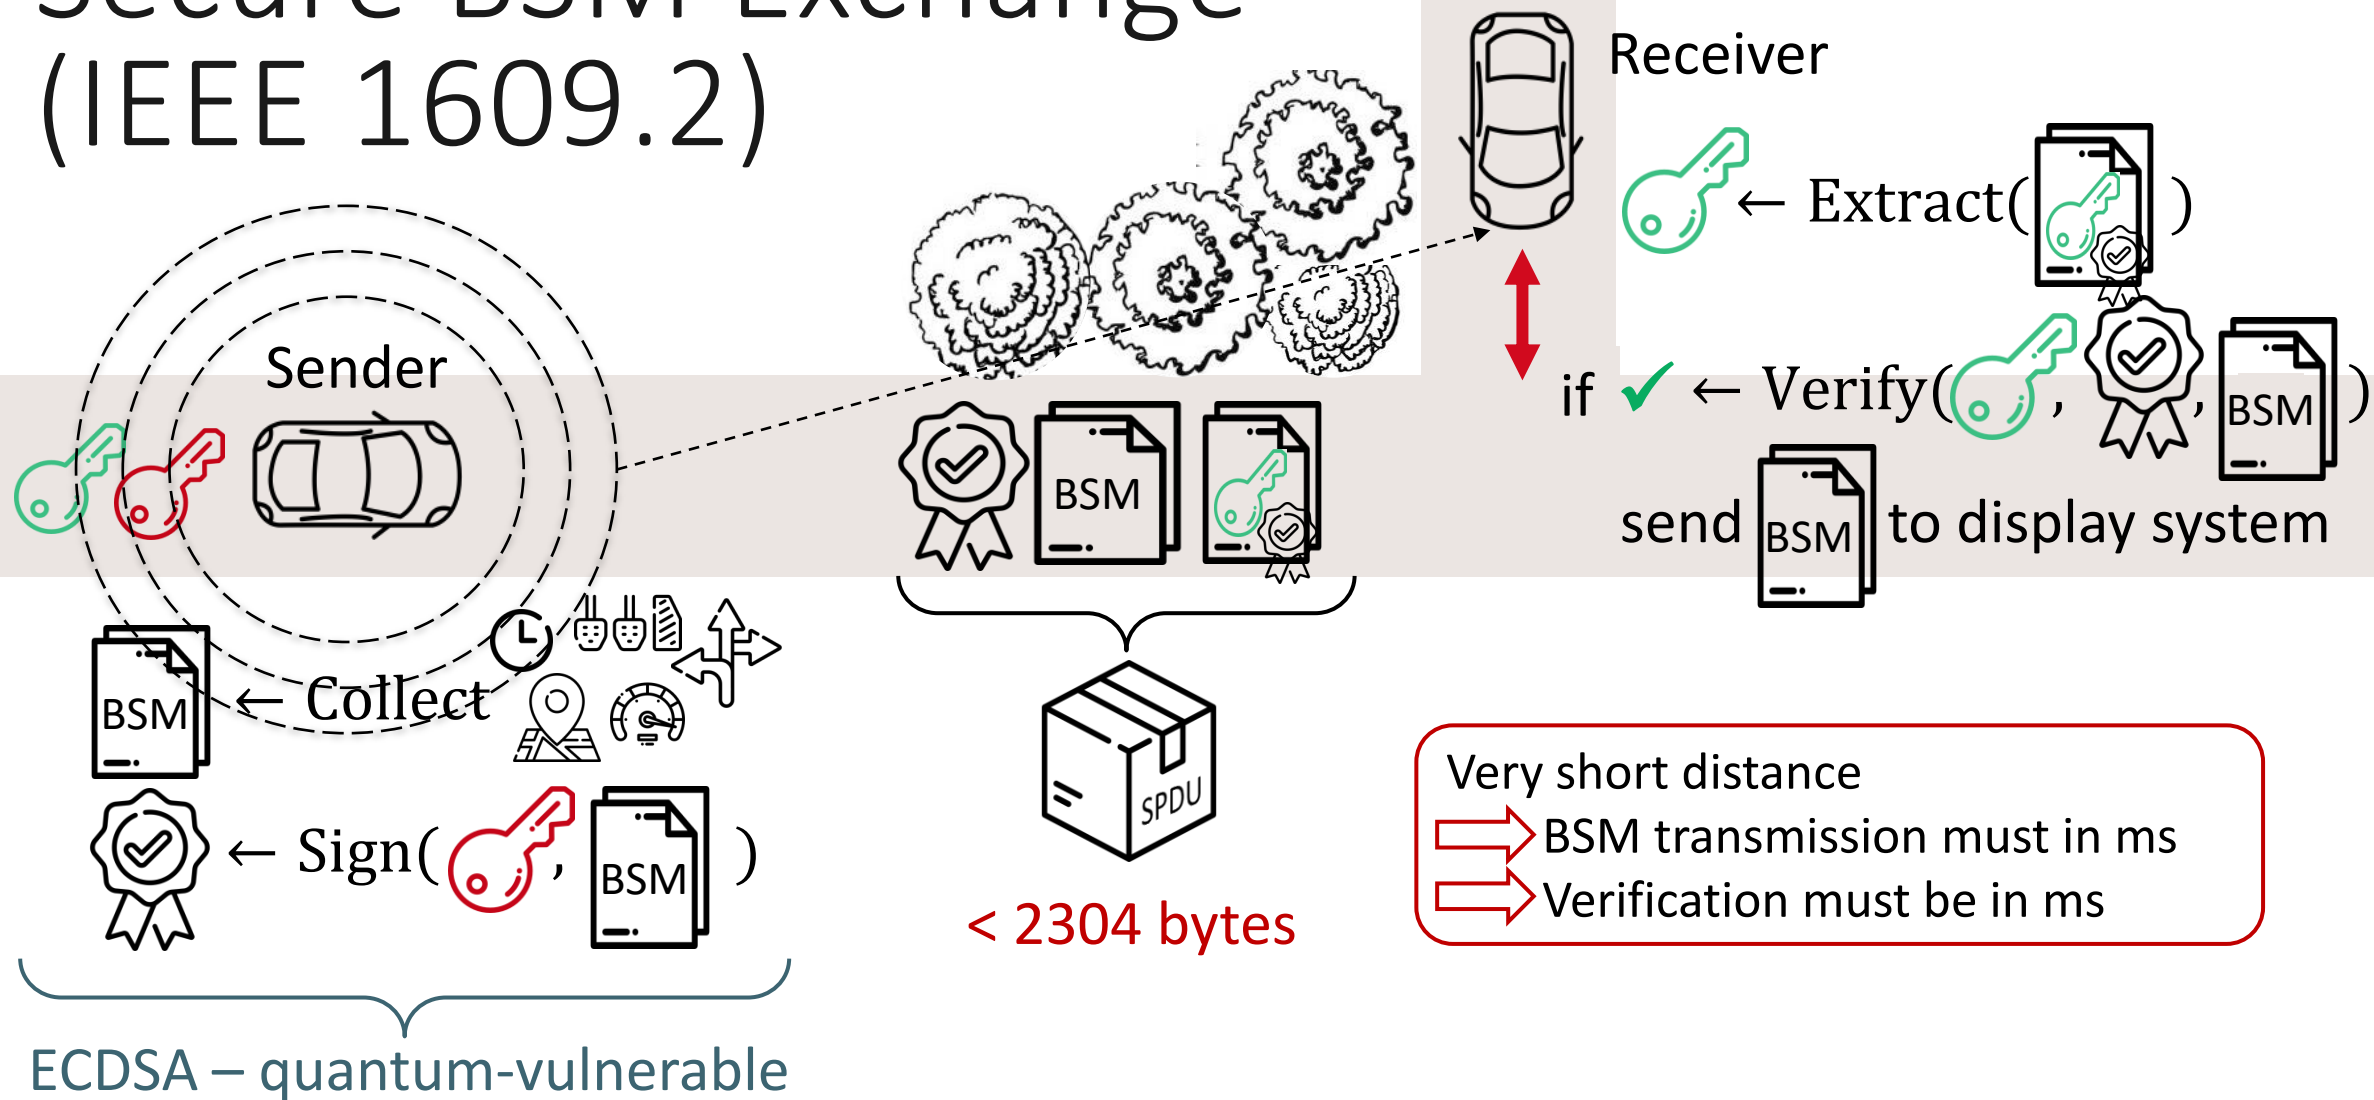 Secure BSM Exchange
(IEEE 1609.2)
Receiver
← Extract( )
Sender
if ✓ ← Verify( , , BSM )
BSM
send BSM to display system
BSM ← Collect
SPDU
← Sign( , BSM )
< 2304 bytes
Very short distance
BSM transmission must in ms
Verification must be in ms
ECDSA – quantum-vulnerable